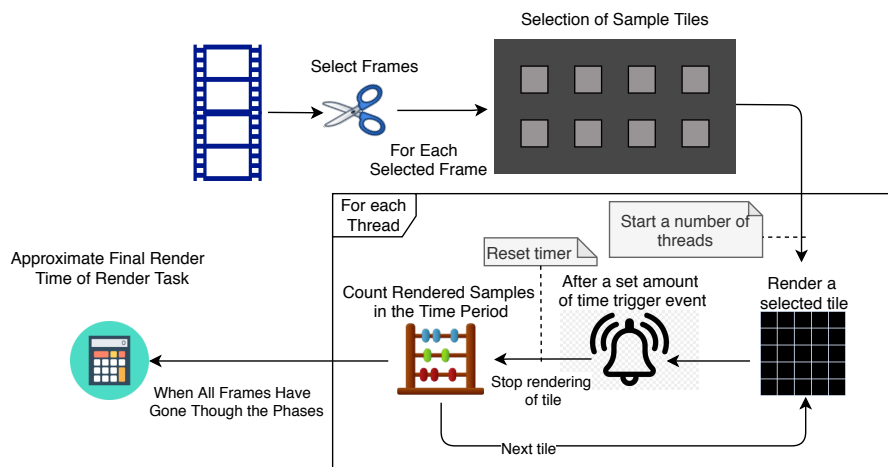 Selection of Sample Tiles
Select Frames
For Each
Selected Frame
For each
Thread
Start a number of
threads
Reset timer
Approximate Final Render
Time of Render Task
Count Rendered Samples
in the Time Period
After a set amount
of time trigger event
Render a
selected tile
Stop rendering
of tile
When All Frames Have
Gone Though the Phases
Next tile